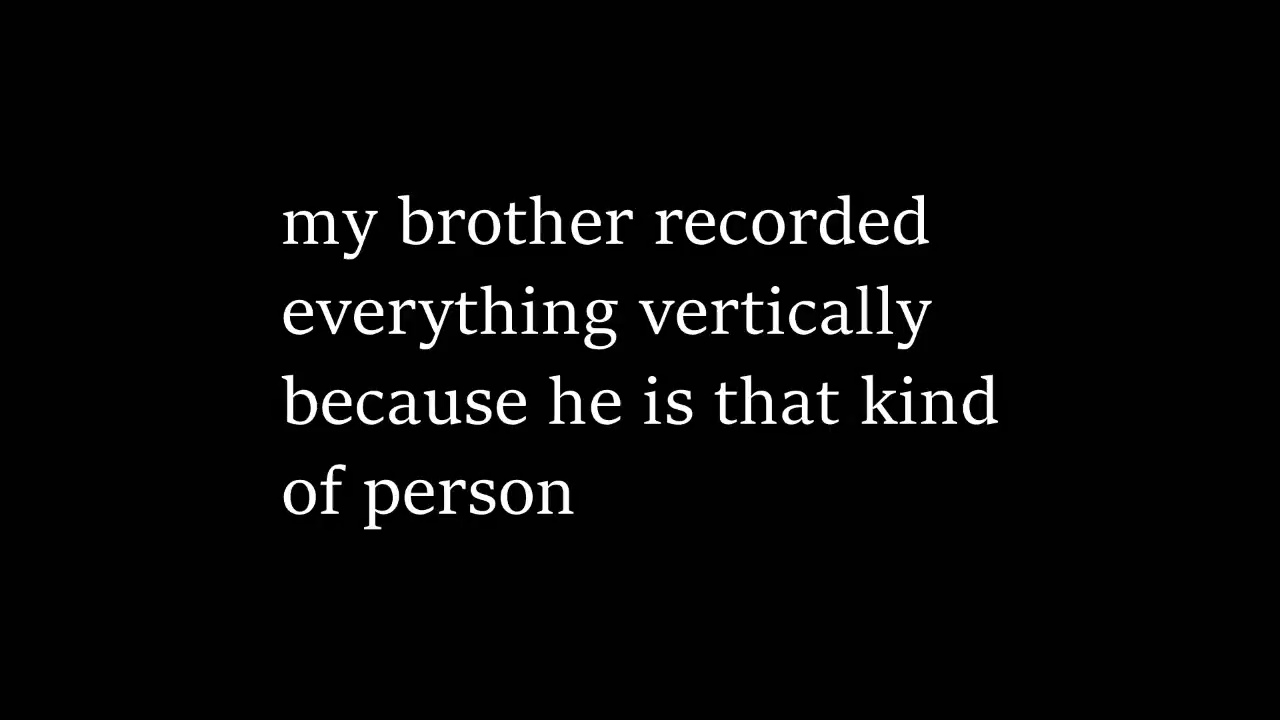 my brother recorded
everything vertically
because he is that kind
of person